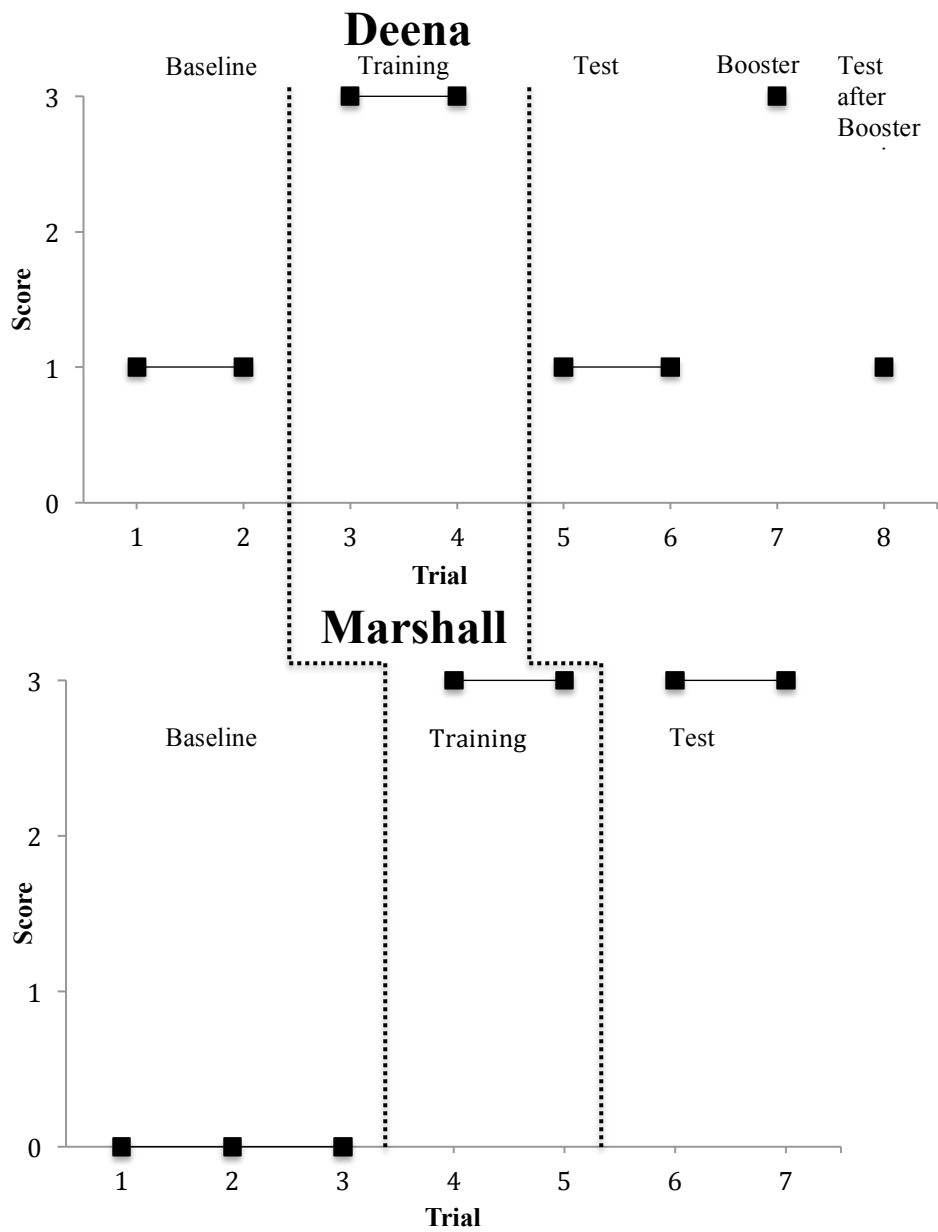 Deena
Baseline Training Test Booster Test
after
Booster
3
2
1
0
Score
1 2 3 4 5 6 7 8
Trial
Marshall
3
Baseline Training Test
2
1
0
Score
1 2 3 4 5 6 7
Trial